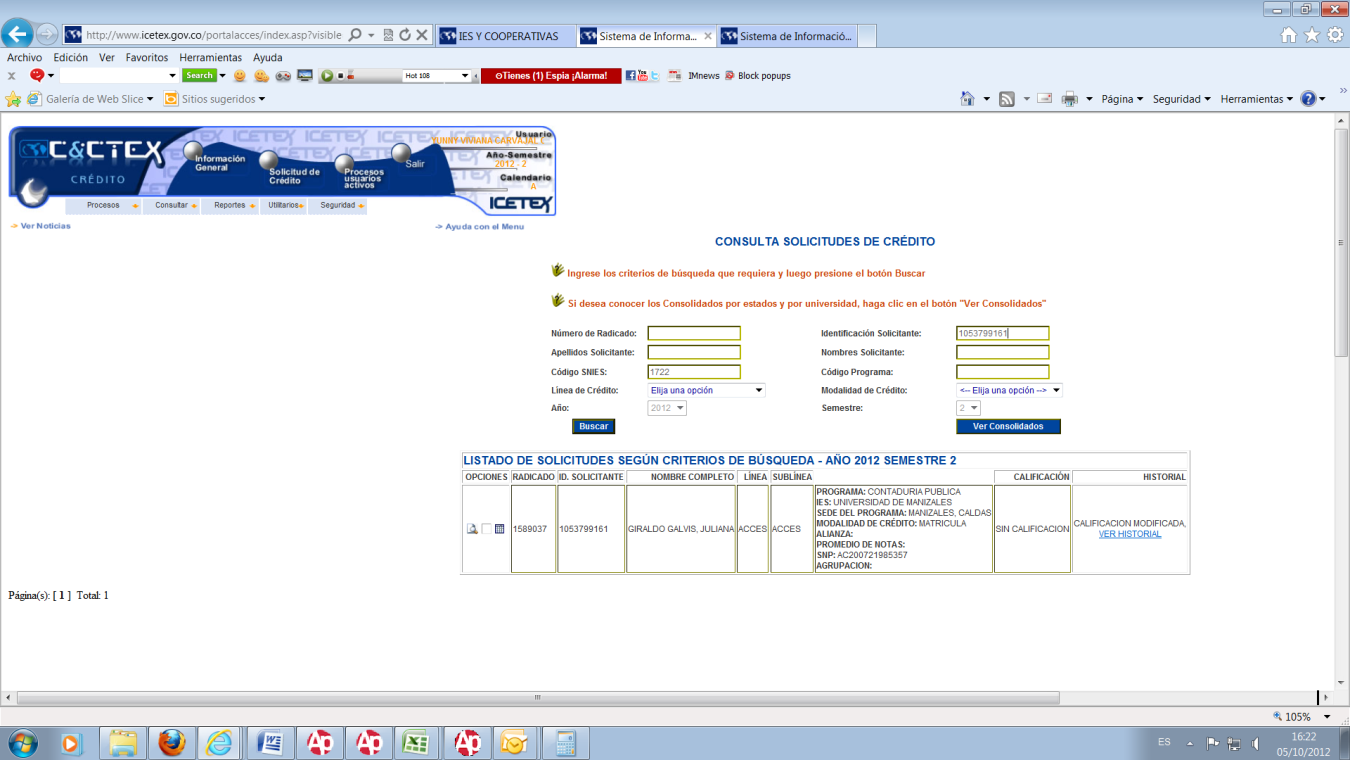 http://www.icetex.gov.co/portalacces/index.asp?visible
IES Y COOPERATIVAS
Sistema de Informa...
Sistema de Informació...
Archivo Edición Ver Favoritos Herramientas Ayuda
Search
Hot 108
¡Tienes (1) Espia ¡Alarma!
IMnews
Block popups
Galería de Web Slice
Sitios sugeridos
Página
Seguridad
Herramientas
C&CTEX
CRÉDITO
Información General
Solicitud de Crédito
Procesos usuarios activos
Salir
Usuario
YUNNY VIVIANA CARVAJAL C
Año-Semestre
2012 - 2
Calendario
A
ICETEX
Procesos
Consultar
Reportes
Utilitarios
Seguridad
-> Ver Noticias
-> Ayuda con el Menu
CONSULTA SOLICITUDES DE CRÉDITO
Ingrese los criterios de búsqueda que requiera y luego presione el botón Buscar
Si desea conocer los Consolidados por estados y por universidad, haga clic en el botón "Ver Consolidados"
Número de Radicado:
Identificación Solicitante: 1053799161
Apellidos Solicitante:
Nombres Solicitante:
Código SNIES: 1722
Código Programa:
Línea de Crédito: Elija una opción
Modalidad de Crédito: <-- Elija una opción -->
Año: 2012
Semestre: 2
Buscar
Ver Consolidados
LISTADO DE SOLICITUDES SEGÚN CRITERIOS DE BÚSQUEDA - AÑO 2012 SEMESTRE 2
OPCIONES RADICADO ID. SOLICITANTE NOMBRE COMPLETO LÍNEA SUBLÍNEA CALIFICACIÓN HISTORIAL
1589037 1053799161 GIRALDO GALVIS, JULIANA ACCES ACCES
PROGRAMA: CONTADURIA PUBLICA
IES: UNIVERSIDAD DE MANIZALES
SEDE DEL PROGRAMA: MANIZALES, CALDAS
MODALIDAD DE CRÉDITO: MATRICULA
ALIANZA:
PROMEDIO DE NOTAS:
SNP: AC200721985357
AGRUPACION:
SIN CALIFICACION
CALIFICACION MODIFICADA,
VER HISTORIAL
Página(s): [ 1 ] Total: 1
105%
ES
16:22
05/10/2012